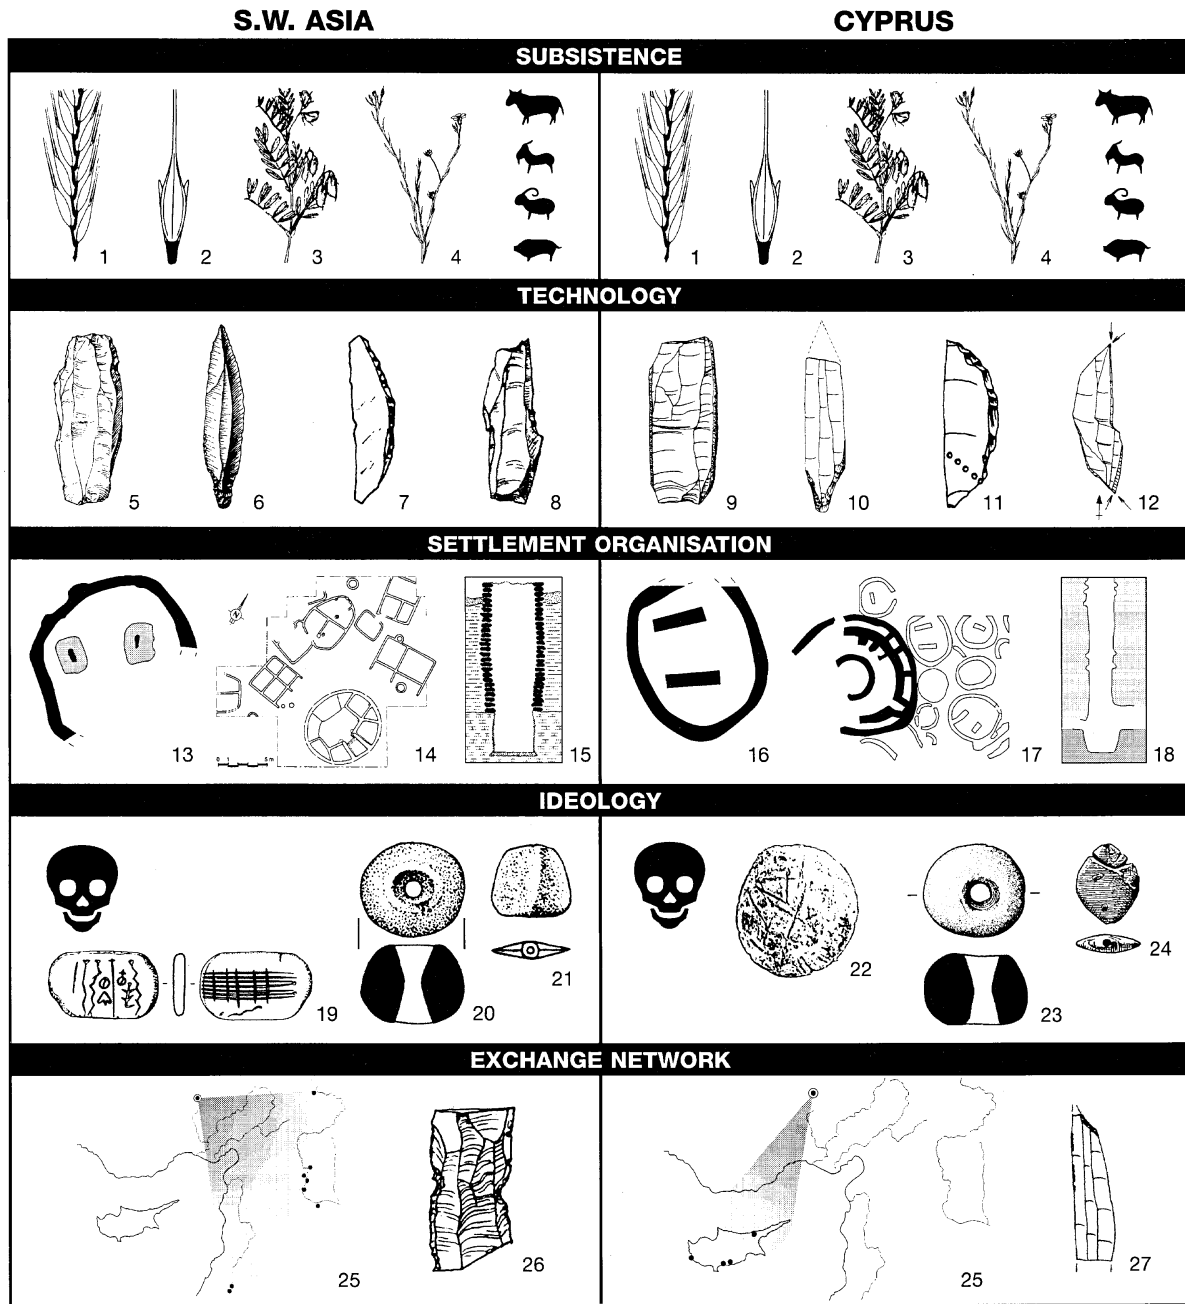 S.W. ASIA CYPRUS
SUBSISTENCE
1 2 3 4 1 2 3 4
TECHNOLOGY
5 6 7 8 9 10 11 12
SETTLEMENT ORGANISATION
13 14 15 16 17 18
IDEOLOGY
19 20 21 22 23 24
EXCHANGE NETWORK
25 26 25 27